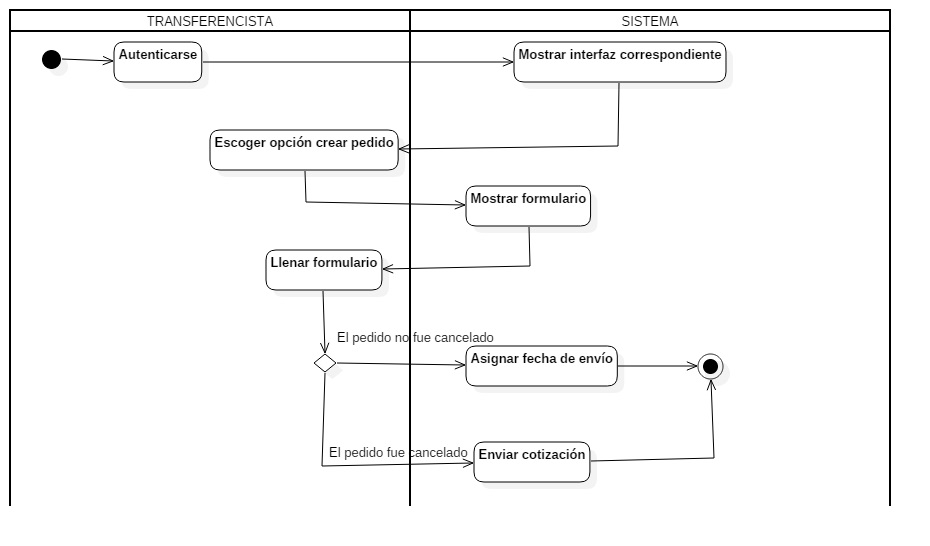 TRANSFERENCISTA
SISTEMA
Autenticarse
Mostrar interfaz correspondiente
Escoger opción crear pedido
Mostrar formulario
Llenar formulario
El pedido no fue cancelado
Asignar fecha de envío
El pedido fue cancelado
Enviar cotización